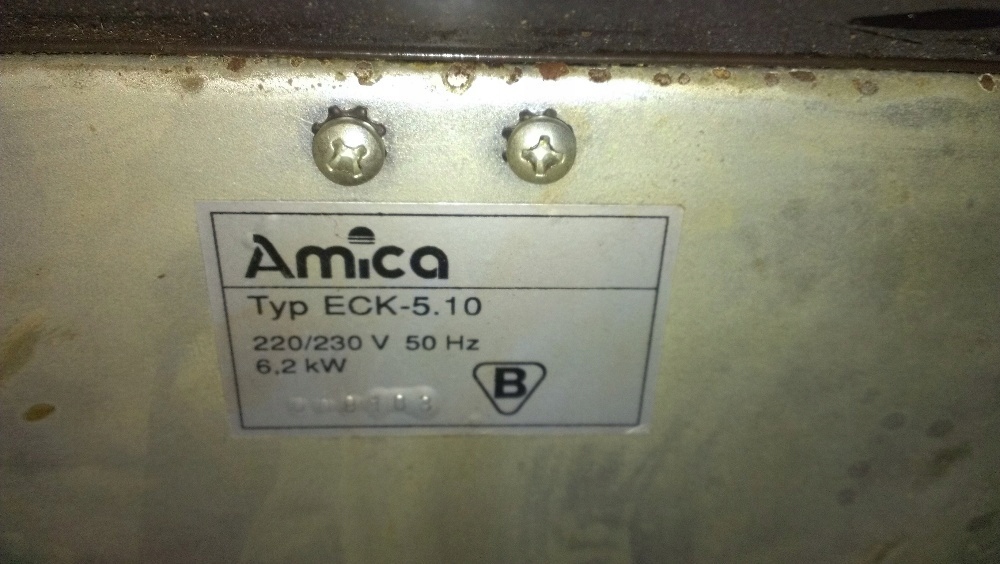 Amica
Typ ECK-5.10
220/230 V 50 Hz
6,2 kW
B